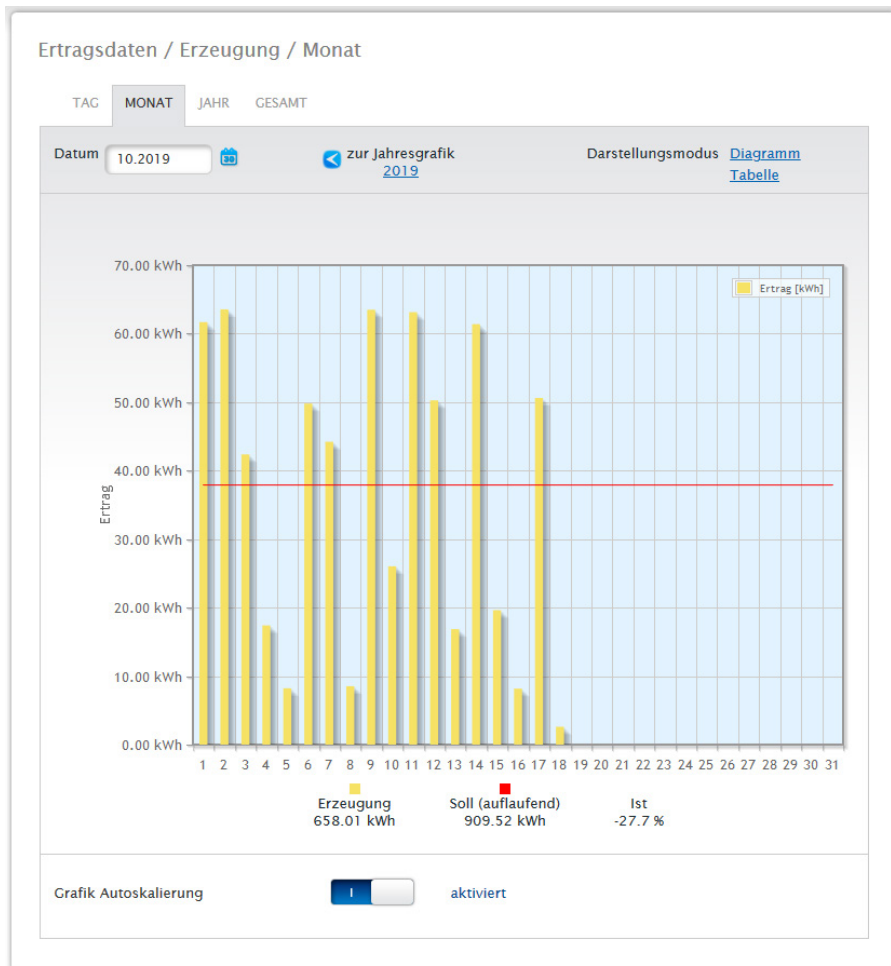 Ertragsdaten / Erzeugung / Monat
TAG MONAT JAHR GESAMT
Datum 10.2019 30 zur Jahresgrafik Darstellungsmodus Diagramm
2019 Tabelle
70.00 kWh
Ertrag [kWh]
60.00 kWh
50.00 kWh
40.00 kWh
Ertrag
30.00 kWh
20.00 kWh
10.00 kWh
0.00 kWh
1 2 3 4 5 6 7 8 9 10 11 12 13 14 15 16 17 18 19 20 21 22 23 24 25 26 27 28 29 30 31
Erzeugung Soll (auflaufend) Ist
658.01 kWh 909.52 kWh -27.7 %
Grafik Autoskalierung I aktiviert